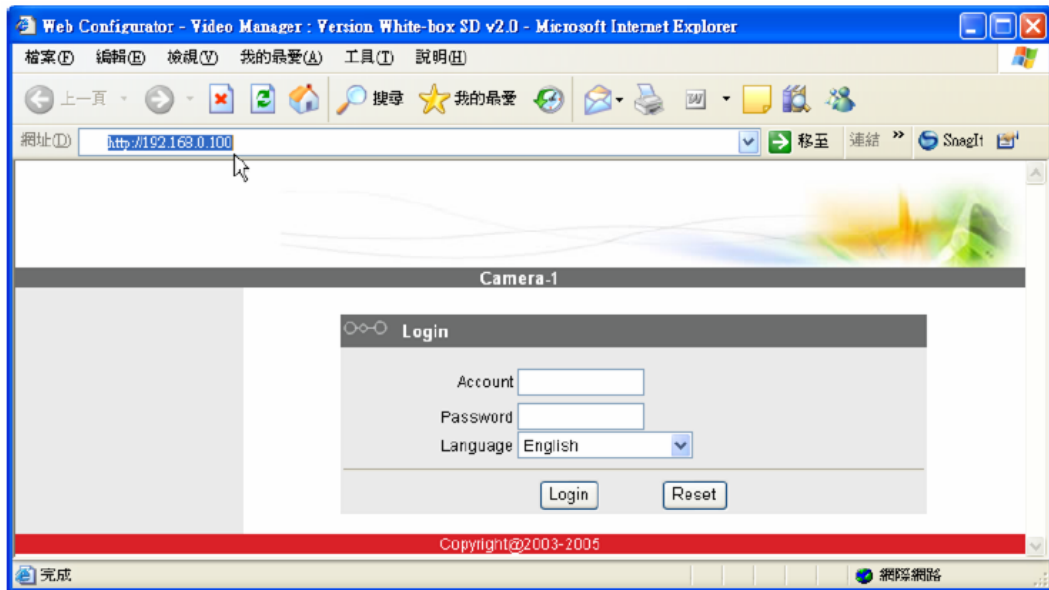 Web Configurator - Video Manager : Version White-box SD v2.0 - Microsoft Internet Explorer
檔案(F) 編輯(E) 檢視(V) 我的最愛(A) 工具(T) 說明(H)
上一頁 搜尋 我的最愛
網址(D) http://192.168.0.100 移至 連結 » SnagIt
Camera-1
Login
Account
Password
Language English
Login Reset
Copyright@2003-2005
完成 網際網路